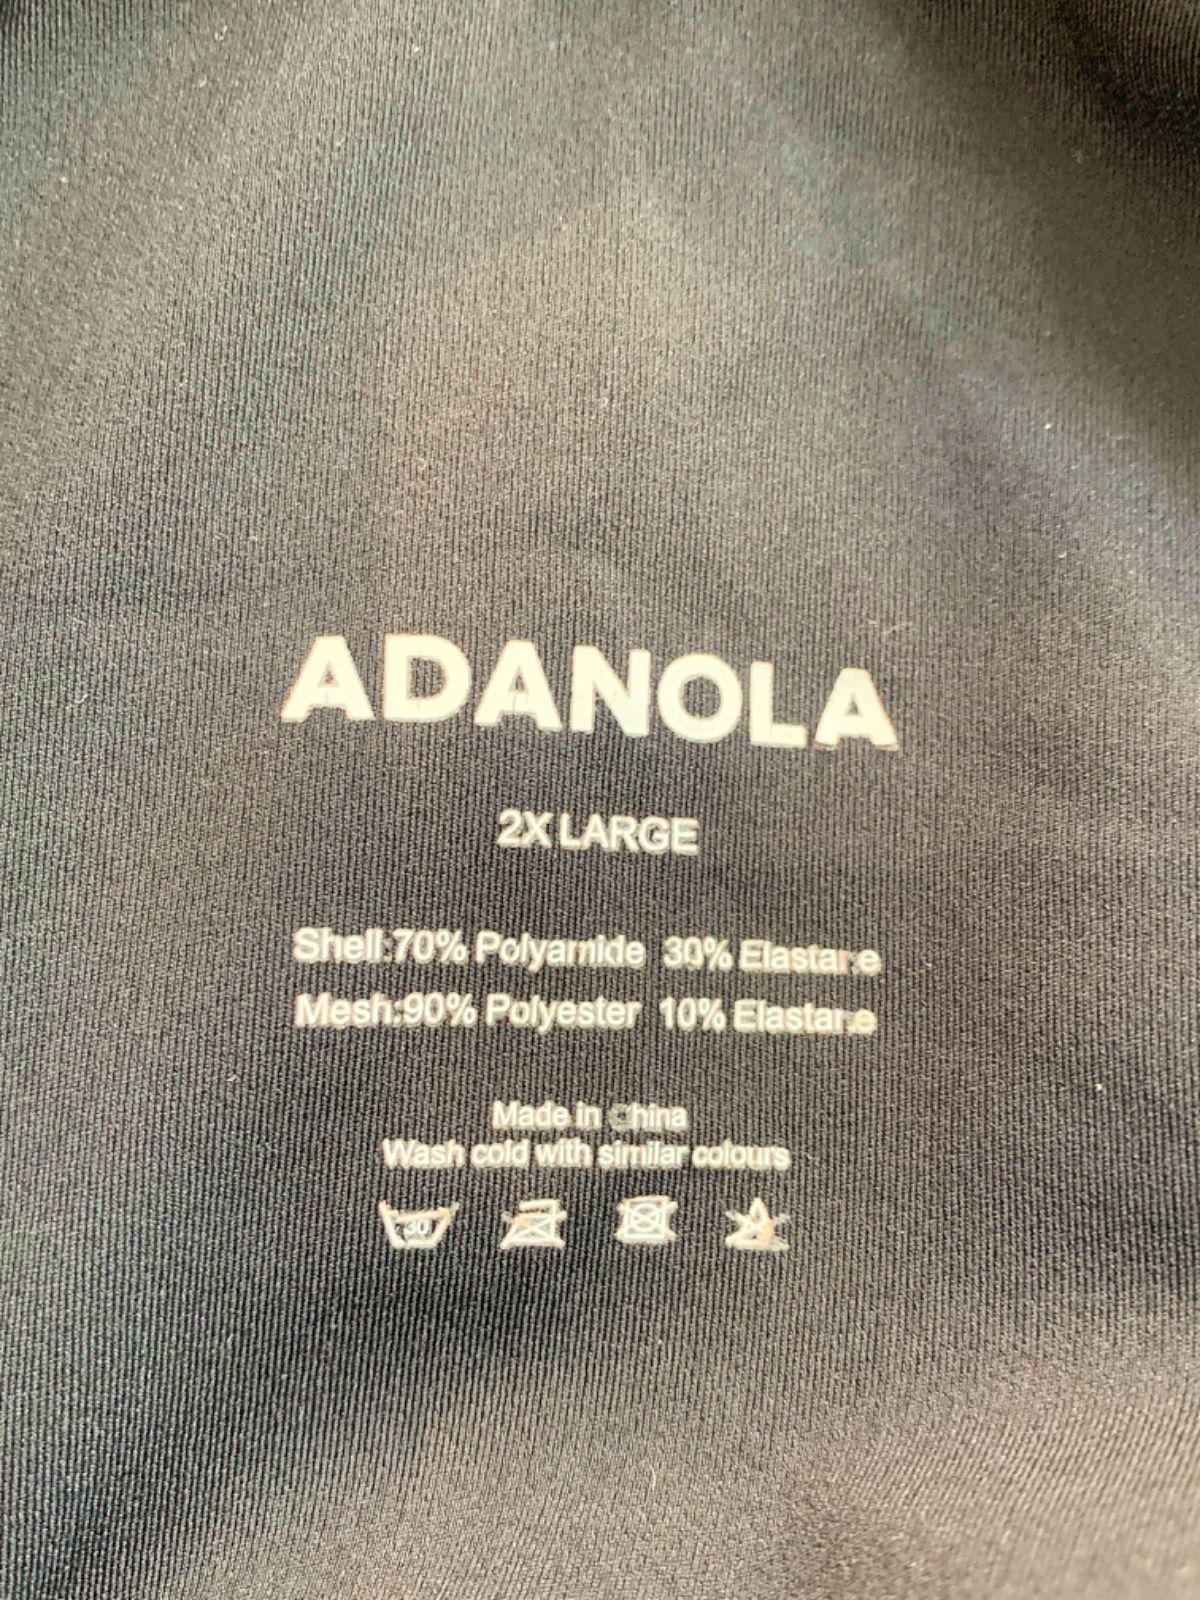 ADANOLA
2X LARGE
Shell:70% Polyamide 30% Elastane
Mesh:90% Polyester 10% Elastane
Made in China
Wash cold with similar colours
30